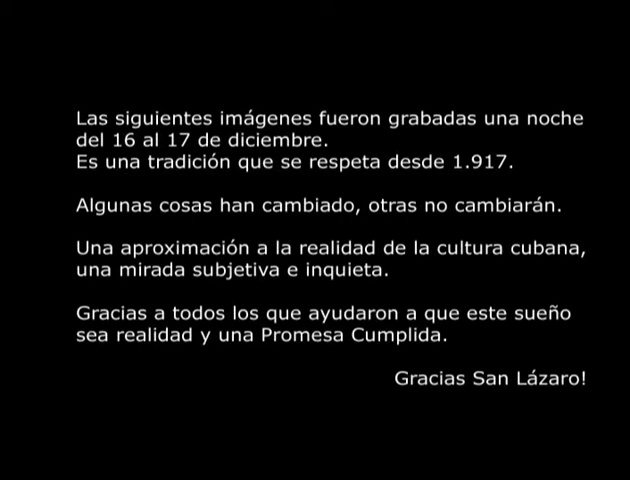 Las siguientes imágenes fueron grabadas una noche
del 16 al 17 de diciembre.
Es una tradición que se respeta desde 1.917.
Algunas cosas han cambiado, otras no cambiarán.
Una aproximación a la realidad de la cultura cubana,
una mirada subjetiva e inquieta.
Gracias a todos los que ayudaron a que este sueño
sea realidad y una Promesa Cumplida.
Gracias San Lázaro!